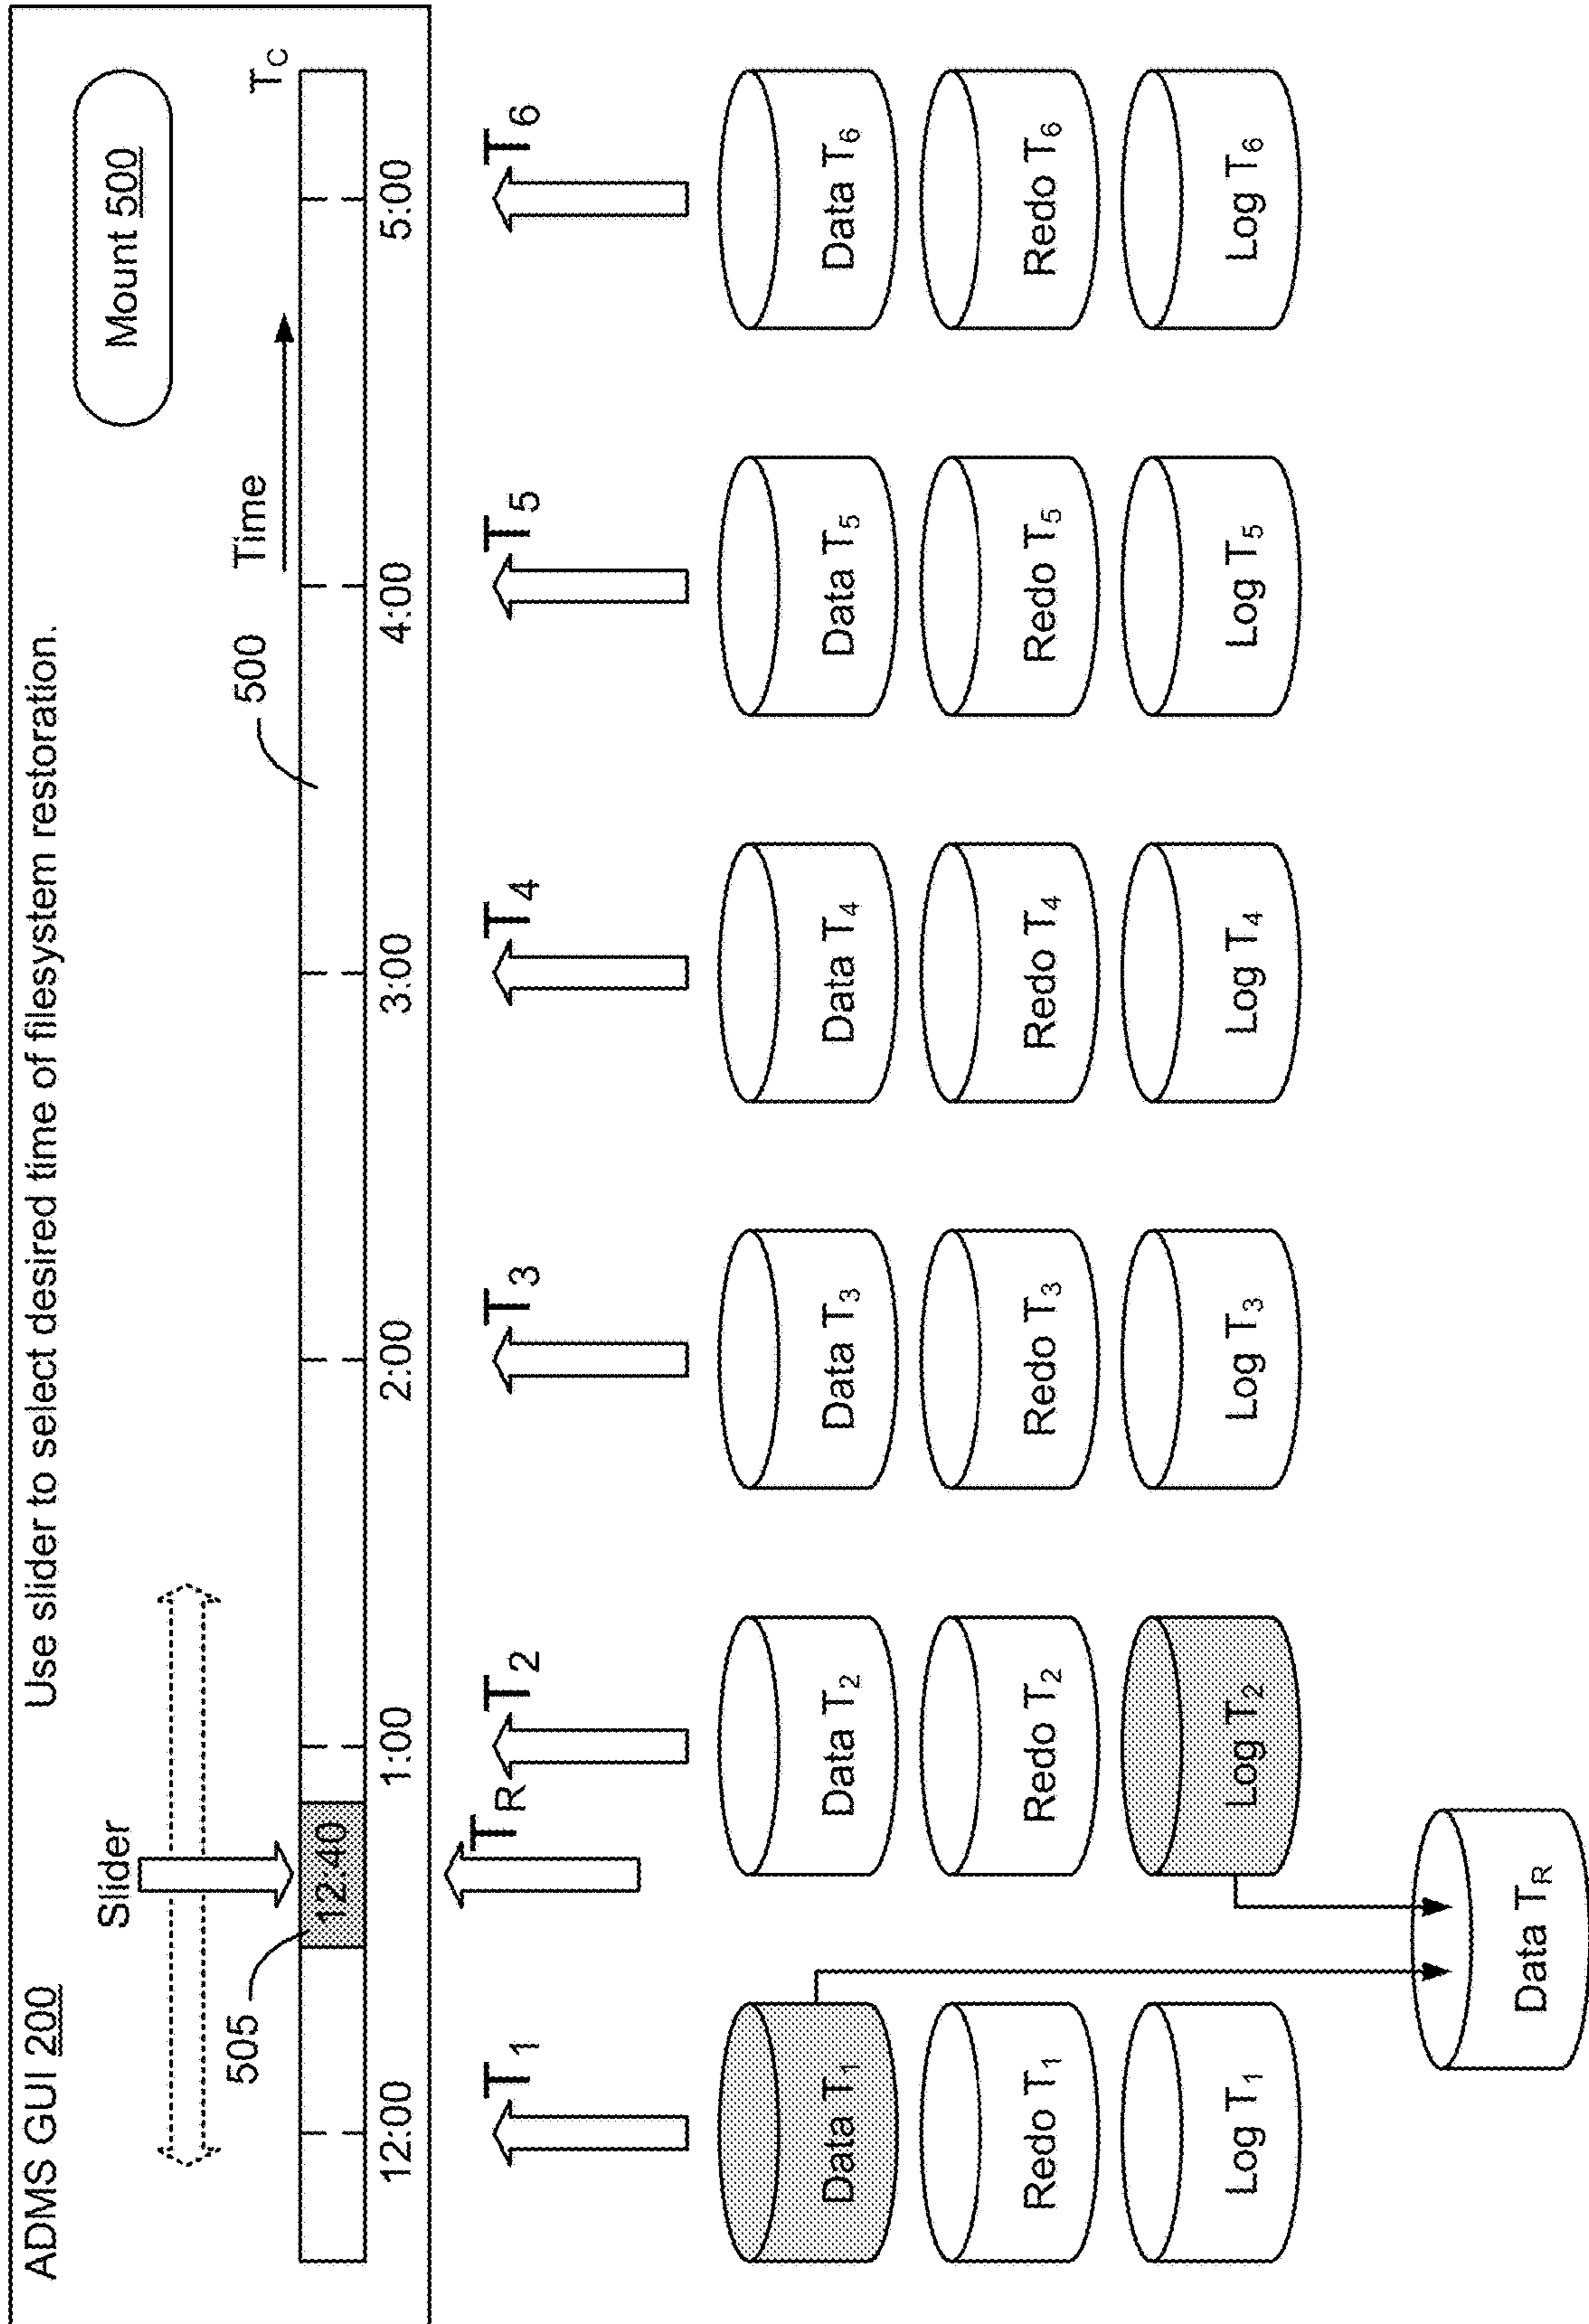 ADMS GUI 200
Use slider to select desired time of filesystem restoration.
Slider
Mount 500
505
500
Time
TC
12:40
12:00
1:00
2:00
3:00
4:00
5:00
T1
TR
T2
T3
T4
T5
T6
Data T1
Data T2
Data T3
Data T4
Data T5
Data T6
Redo T1
Redo T2
Redo T3
Redo T4
Redo T5
Redo T6
Log T1
Log T2
Log T3
Log T4
Log T5
Log T6
Data TR